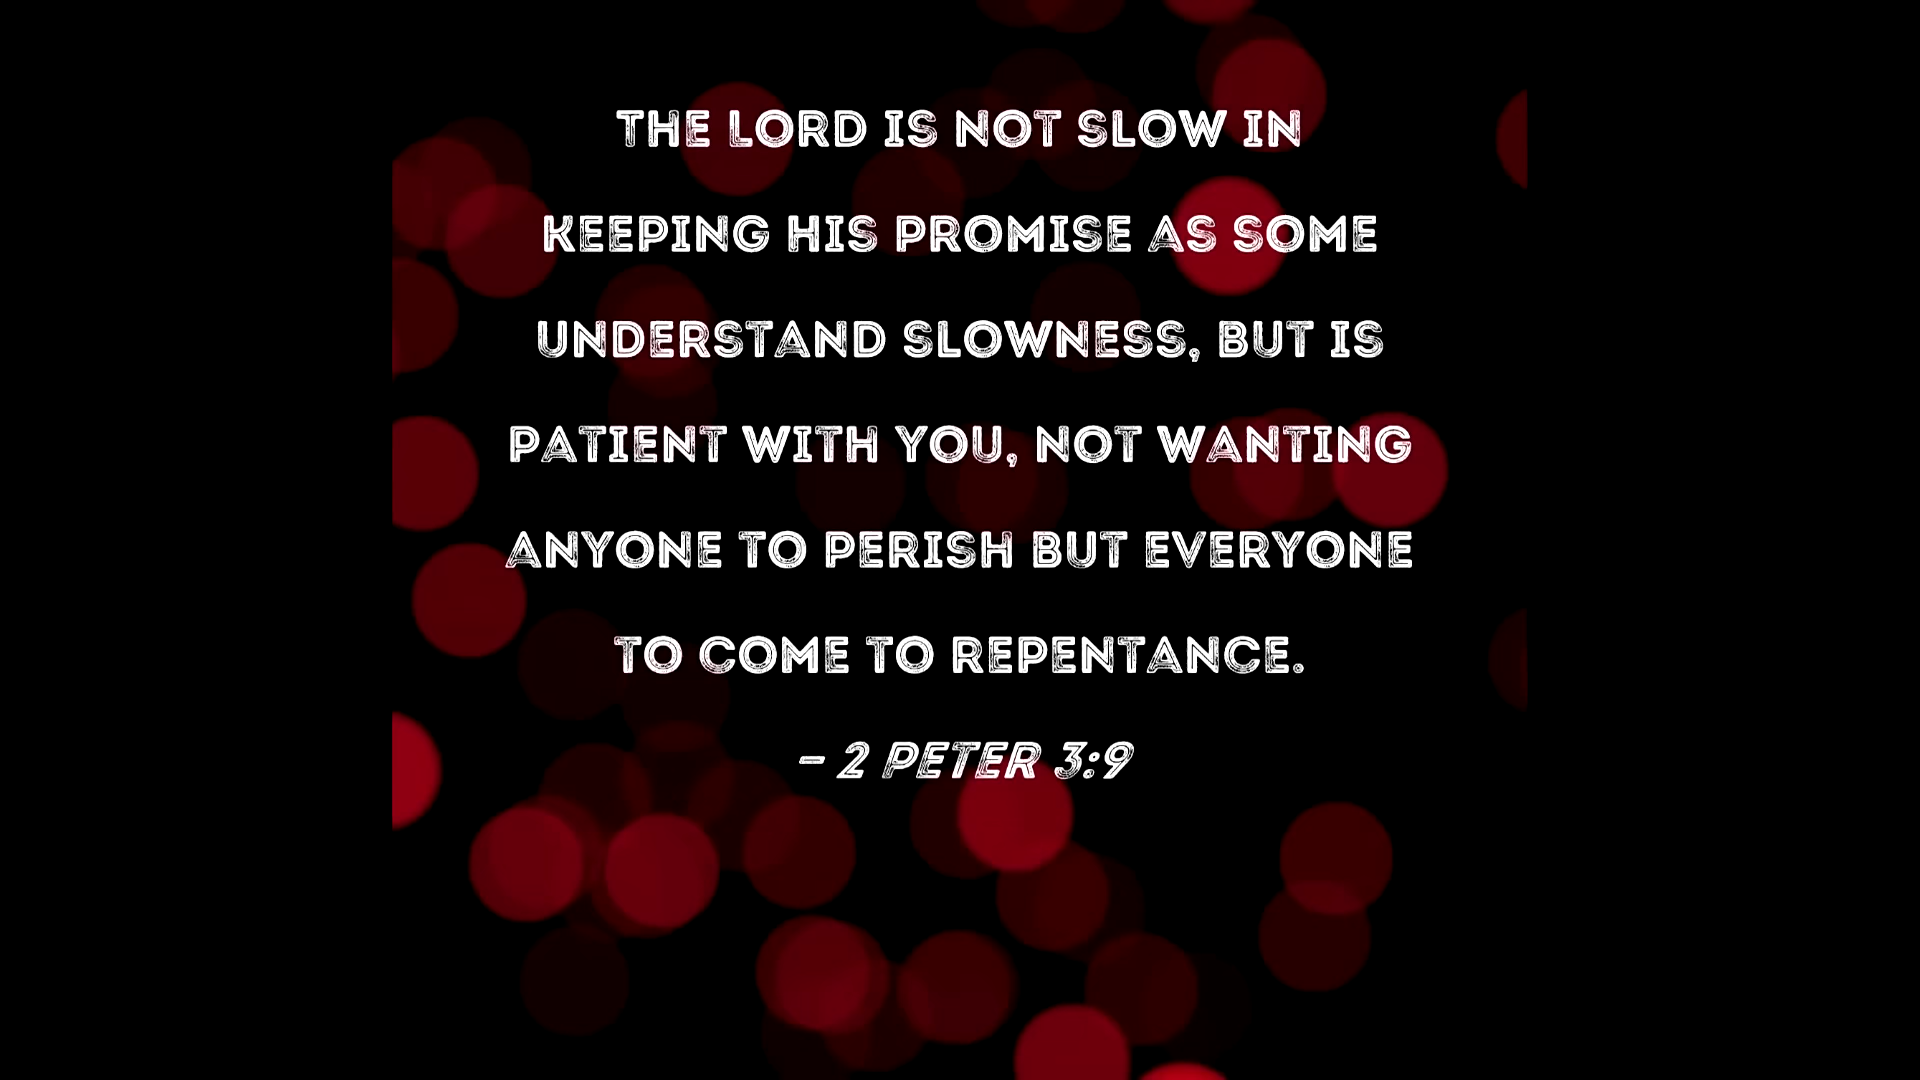 THE LORD IS NOT SLOW IN
KEEPING HIS PROMISE AS SOME
UNDERSTAND SLOWNESS, BUT IS
PATIENT WITH YOU, NOT WANTING
ANYONE TO PERISH BUT EVERYONE
TO COME TO REPENTANCE.
– 2 PETER 3:9